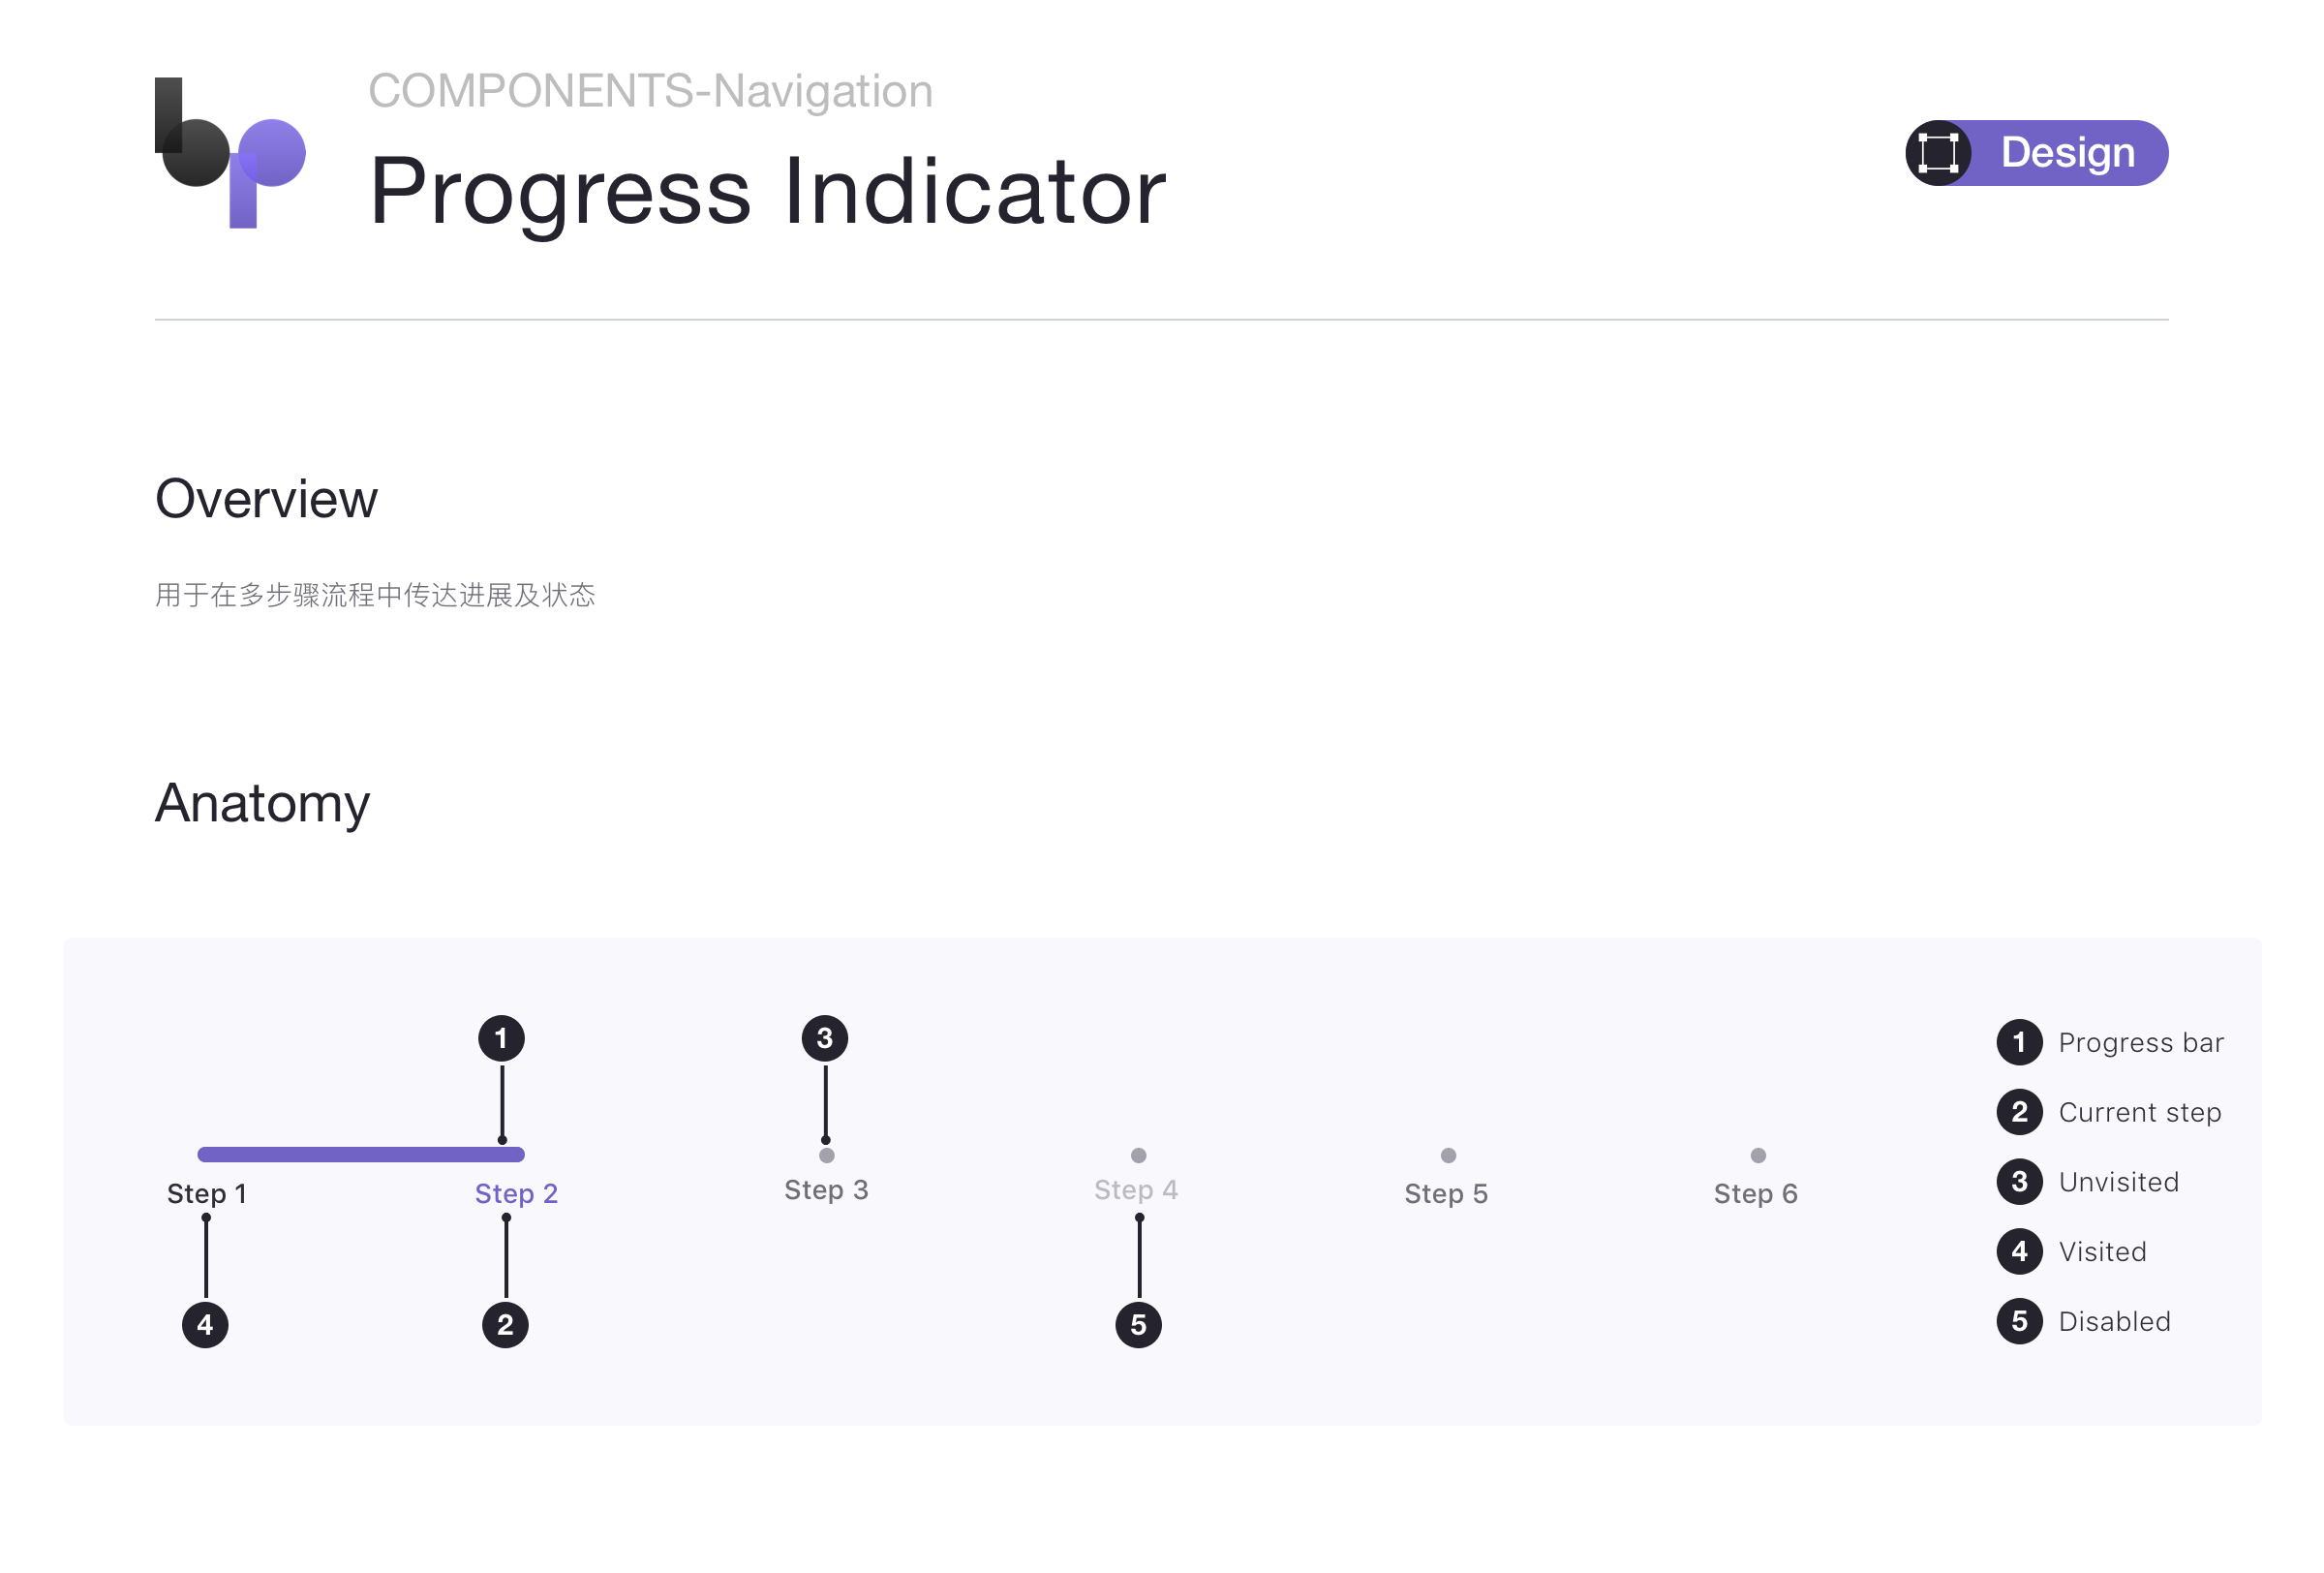 COMPONENTS-Navigation
Progress Indicator
Design
Overview
用于在多步骤流程中传达进展及状态
Anatomy
1 3
Step 1 Step 2 Step 3 Step 4 Step 5 Step 6
4 2 5
1 Progress bar
2 Current step
3 Unvisited
4 Visited
5 Disabled